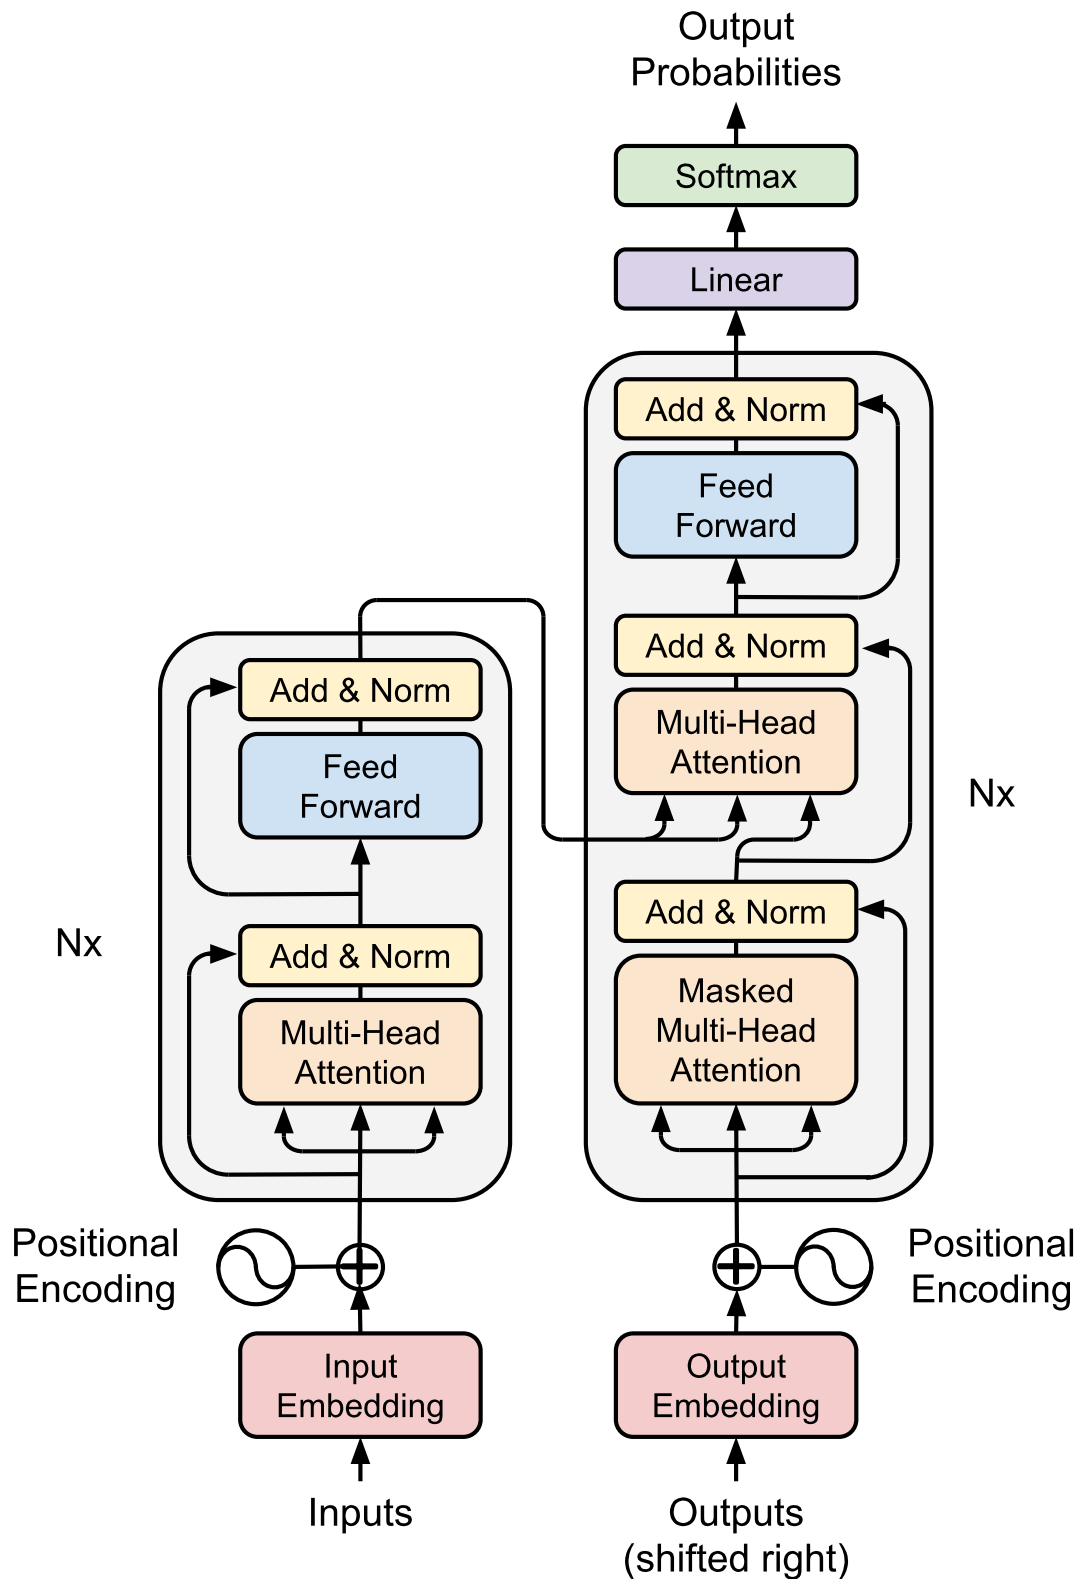 Output
Probabilities
Softmax
Linear
Add & Norm
Feed
Forward
Add & Norm
Multi-Head
Attention
Nx
Add & Norm
Masked
Multi-Head
Attention
Add & Norm
Feed
Forward
Nx
Add & Norm
Multi-Head
Attention
Positional
Encoding
Positional
Encoding
Input
Embedding
Output
Embedding
Inputs
Outputs
(shifted right)